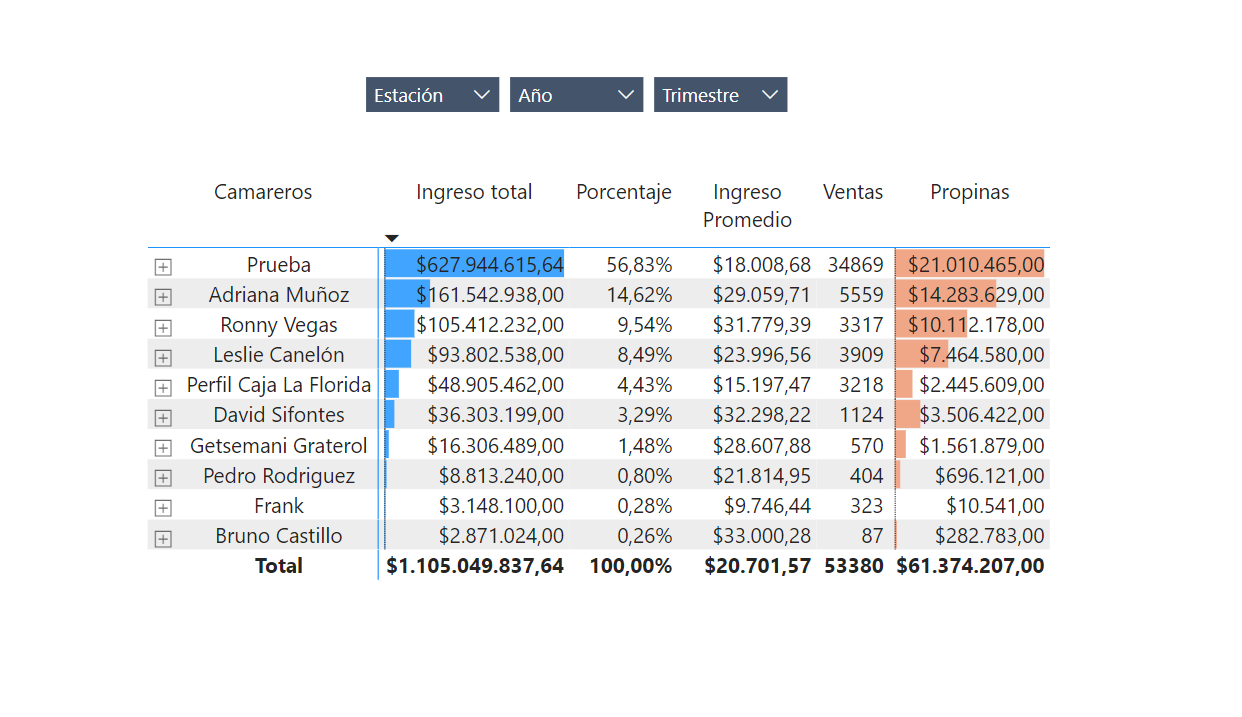 Estación Año Trimestre
Camareros Ingreso total Porcentaje Ingreso Promedio Ventas Propinas
Prueba $627.944.615,64 56,83% $18.008,68 34869 $21.010.465,00
Adriana Muñoz $161.542.938,00 14,62% $29.059,71 5559 $14.283.629,00
Ronny Vegas $105.412.232,00 9,54% $31.779,39 3317 $10.112.178,00
Leslie Canelón $93.802.538,00 8,49% $23.996,56 3909 $7.464.580,00
Perfil Caja La Florida $48.905.462,00 4,43% $15.197,47 3218 $2.445.609,00
David Sifontes $36.303.199,00 3,29% $32.298,22 1124 $3.506.422,00
Getsemani Graterol $16.306.489,00 1,48% $28.607,88 570 $1.561.879,00
Pedro Rodriguez $8.813.240,00 0,80% $21.814,95 404 $696.121,00
Frank $3.148.100,00 0,28% $9.746,44 323 $10.541,00
Bruno Castillo $2.871.024,00 0,26% $33.000,28 87 $282.783,00
Total $1.105.049.837,64 100,00% $20.701,57 53380 $61.374.207,00